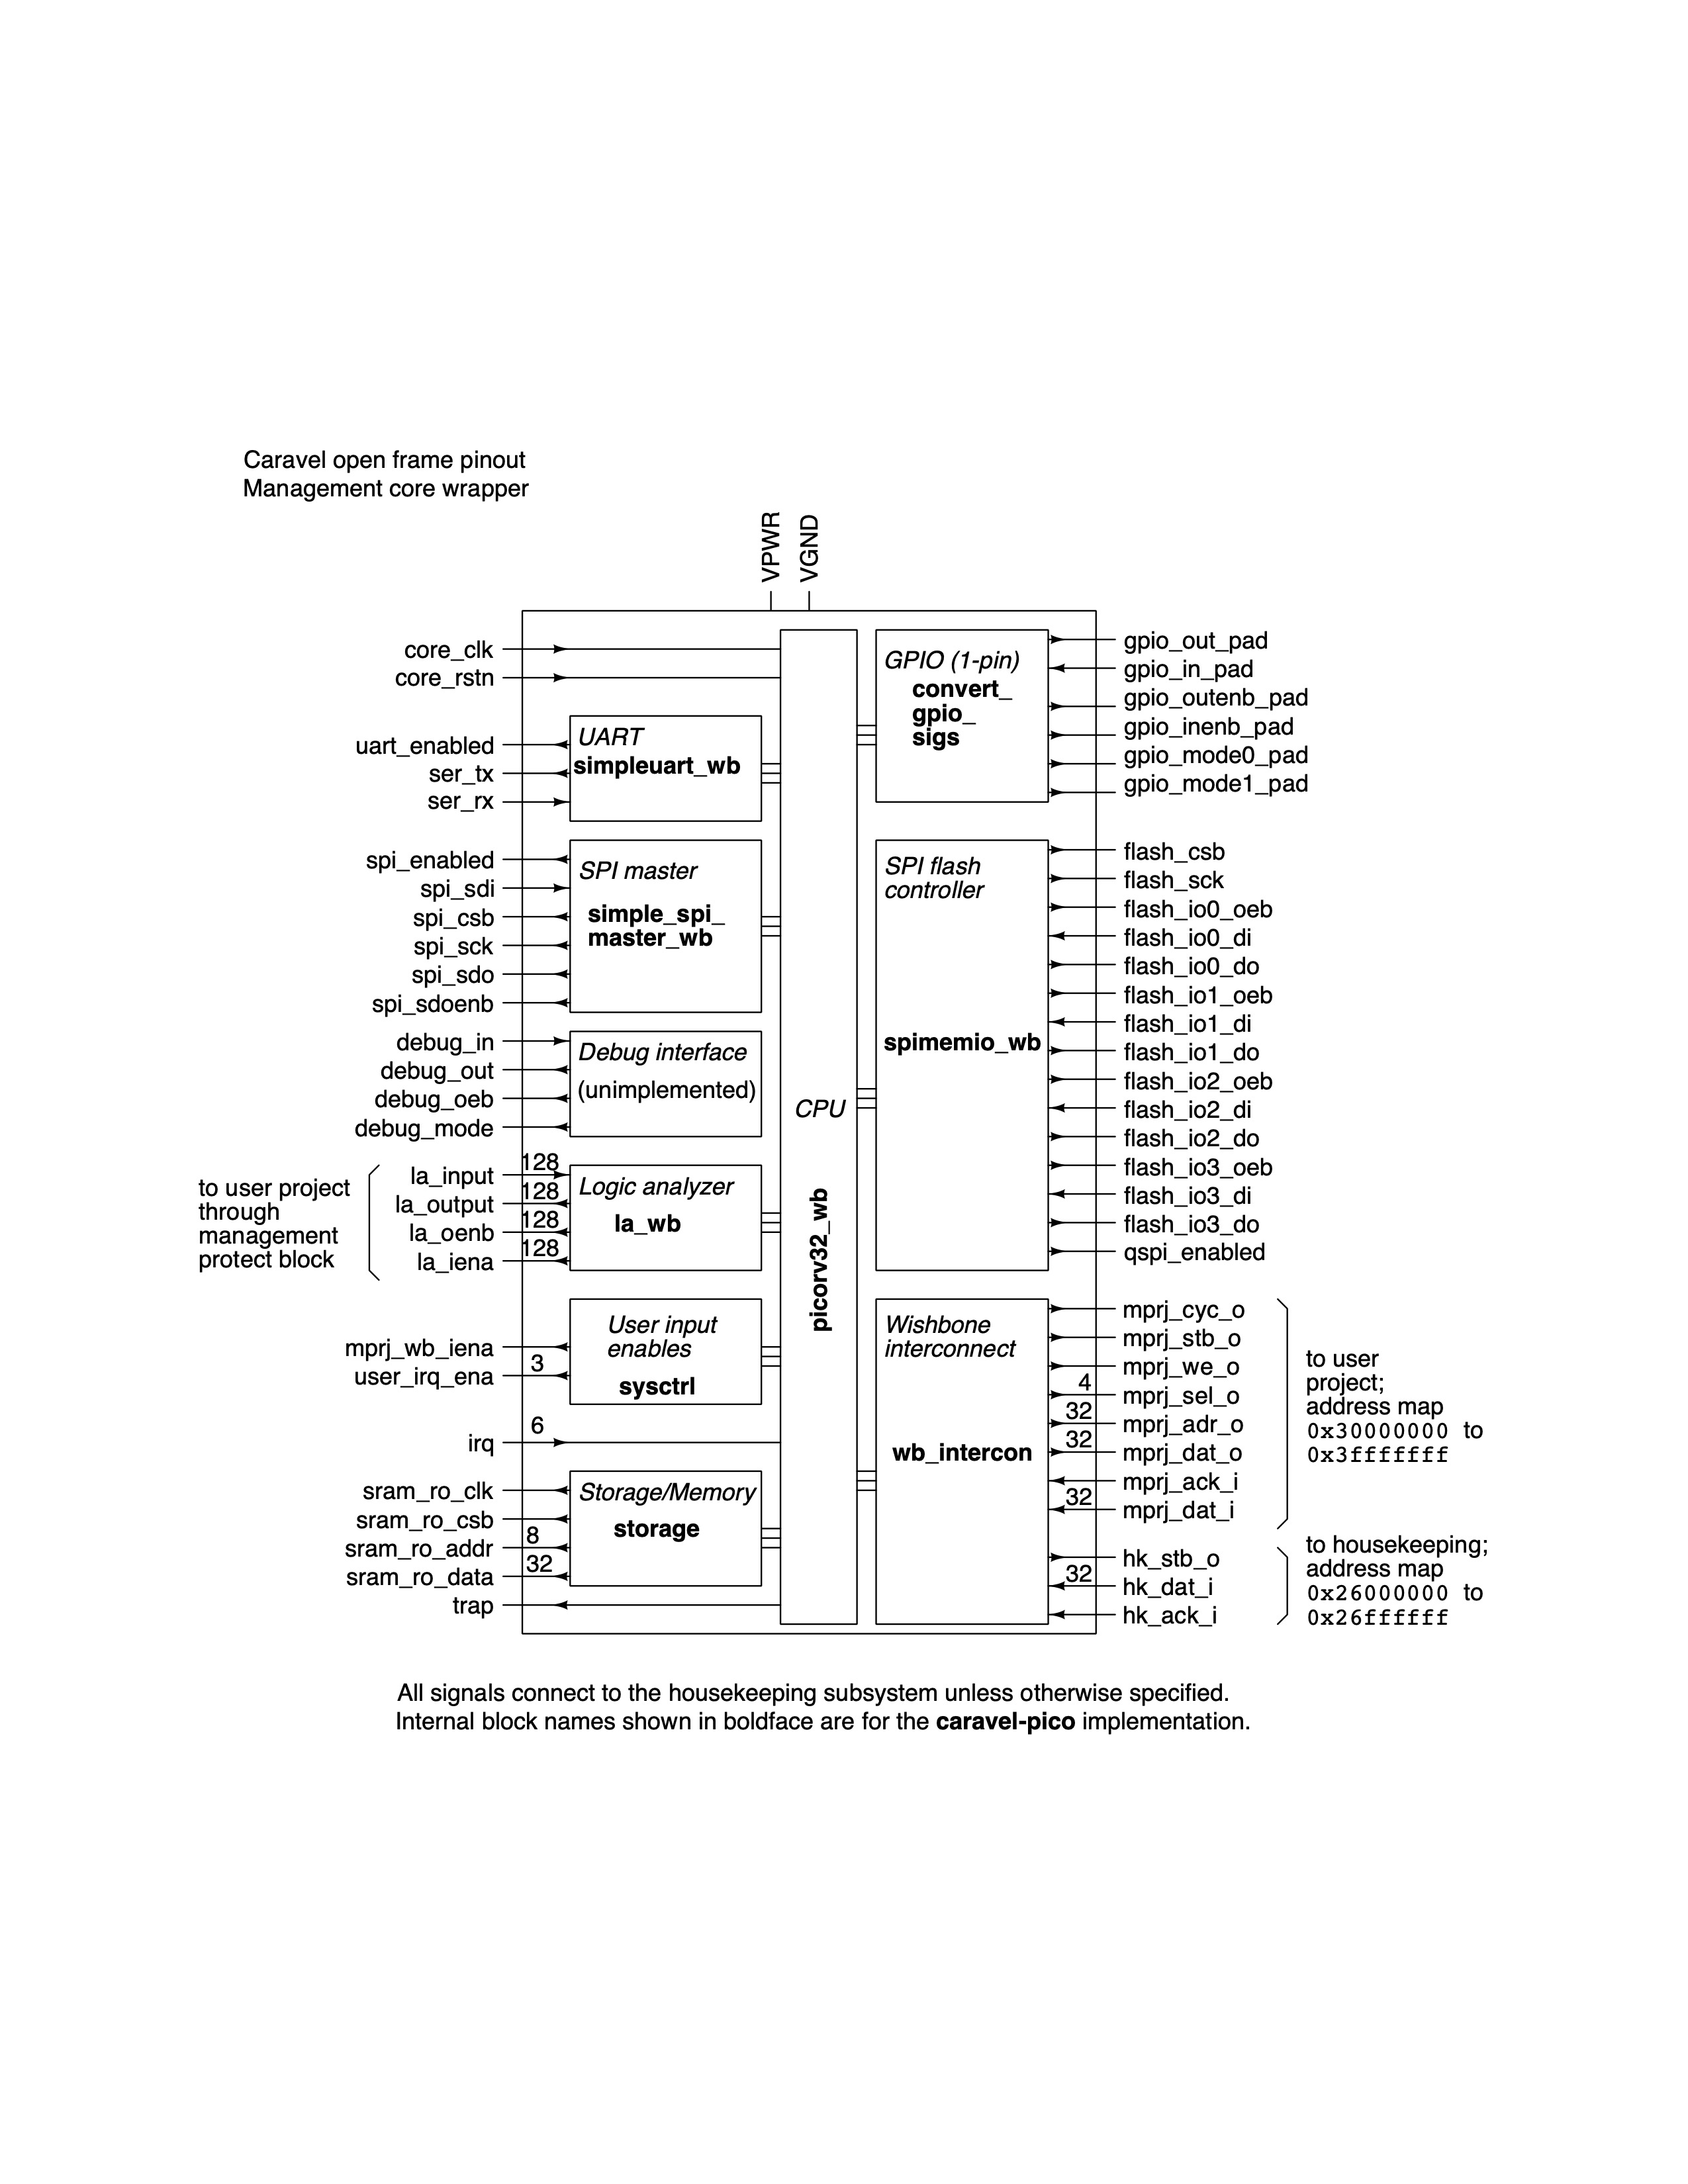 Caravel open frame pinout
Management core wrapper
VPWR
VGND
core_clk
core_rstn
uart_enabled
ser_tx
ser_rx
UART
simpleuart_wb
spi_enabled
spi_sdi
spi_csb
spi_sck
spi_sdo
spi_sdoenb
SPI master
simple_spi_
master_wb
debug_in
debug_out
debug_oeb
debug_mode
Debug interface
(unimplemented)
to user project
through
management
protect block
la_input
128
la_output
128
la_oenb
128
la_iena
128
Logic analyzer
la_wb
mprj_wb_iena
user_irq_ena
3
User input
enables
sysctrl
irq
6
sram_ro_clk
sram_ro_csb
sram_ro_addr
8
sram_ro_data
32
Storage/Memory
storage
trap
CPU
picorv32_wb
GPIO (1-pin)
convert_
gpio_
sigs
gpio_out_pad
gpio_in_pad
gpio_outenb_pad
gpio_inenb_pad
gpio_mode0_pad
gpio_mode1_pad
SPI flash
controller
spimemio_wb
flash_csb
flash_sck
flash_io0_oeb
flash_io0_di
flash_io0_do
flash_io1_oeb
flash_io1_di
flash_io1_do
flash_io2_oeb
flash_io2_di
flash_io2_do
flash_io3_oeb
flash_io3_di
flash_io3_do
qspi_enabled
Wishbone
interconnect
wb_intercon
mprj_cyc_o
mprj_stb_o
mprj_we_o
4
mprj_sel_o
32
mprj_adr_o
32
mprj_dat_o
mprj_ack_i
32
mprj_dat_i
to user
project;
address map
0x30000000 to
0x3fffffff
hk_stb_o
32
hk_dat_i
hk_ack_i
to housekeeping;
address map
0x26000000 to
0x26ffffff
All signals connect to the housekeeping subsystem unless otherwise specified.
Internal block names shown in boldface are for the caravel-pico implementation.